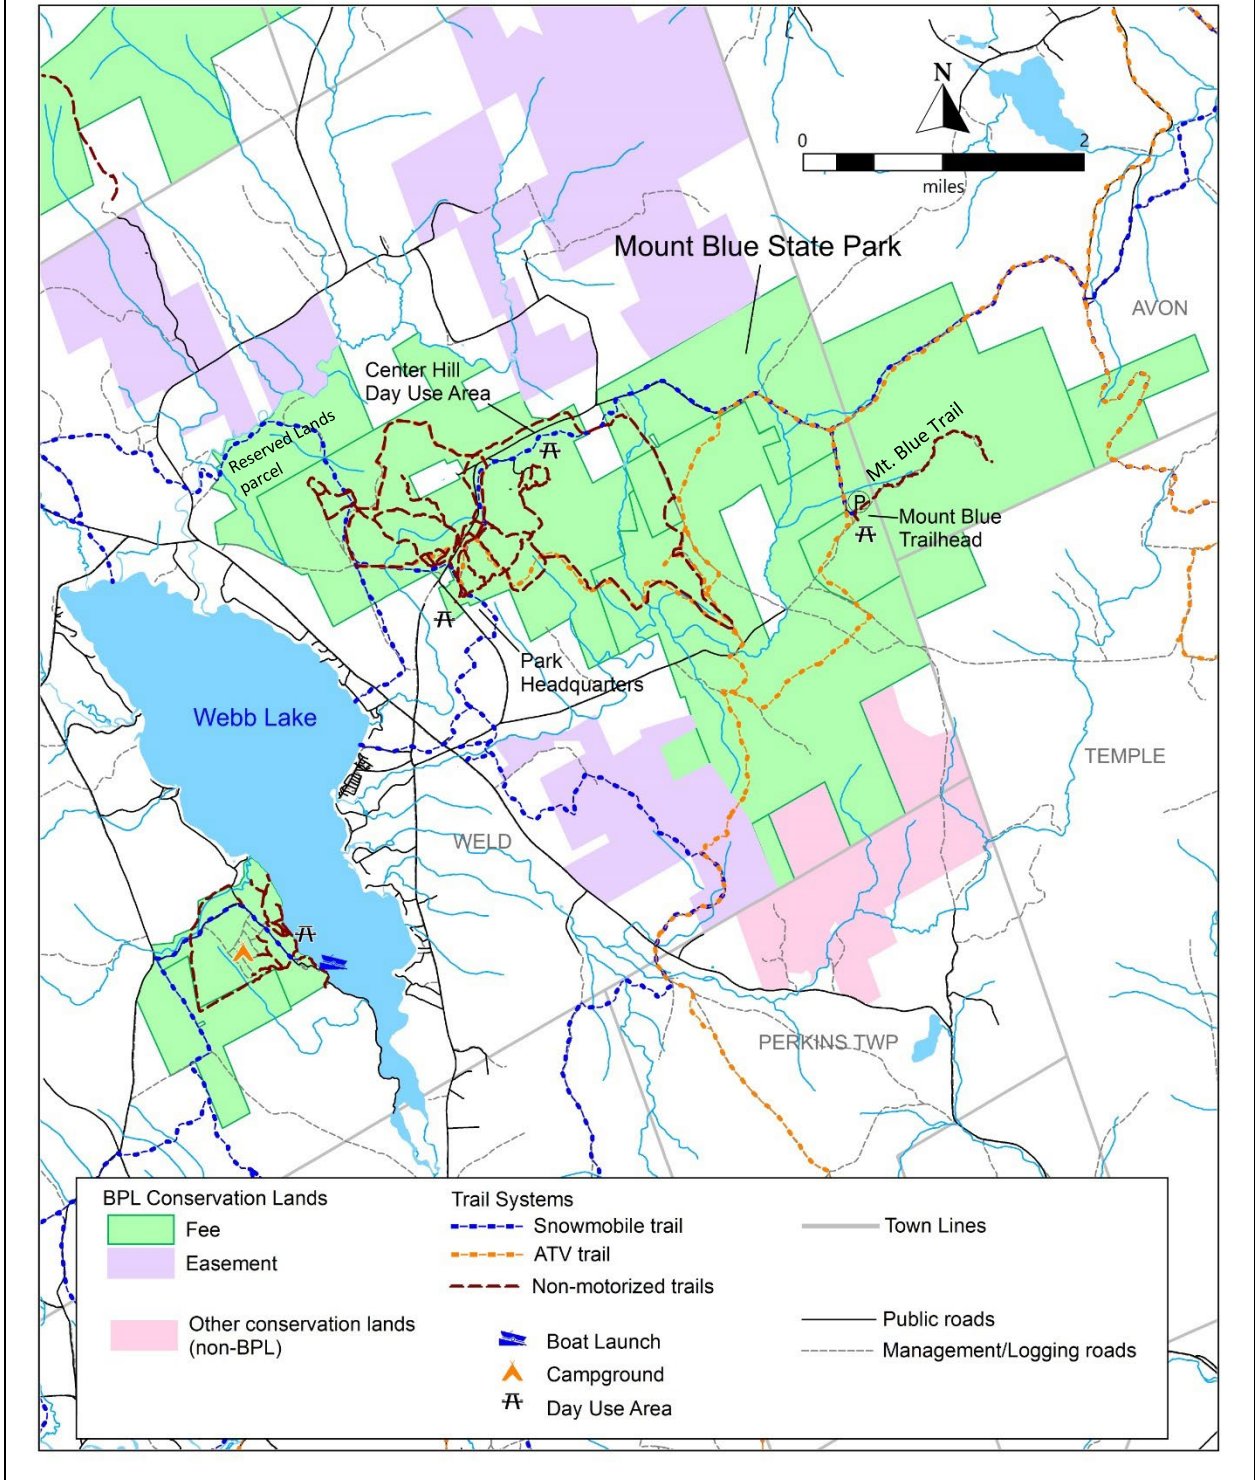 N
0 2
miles
Mount Blue State Park
AVON
Center Hill
Day Use Area
Reserved Lands
parcel
Mt. Blue Trail
P
Mount Blue
Trailhead
Park
Headquarters
Webb Lake
TEMPLE
WELD
PERKINS TWP
BPL Conservation Lands
Fee
Easement
Other conservation lands
(non-BPL)
Trail Systems
Snowmobile trail
ATV trail
Non-motorized trails
Boat Launch
Campground
Day Use Area
Town Lines
Public roads
Management/Logging roads